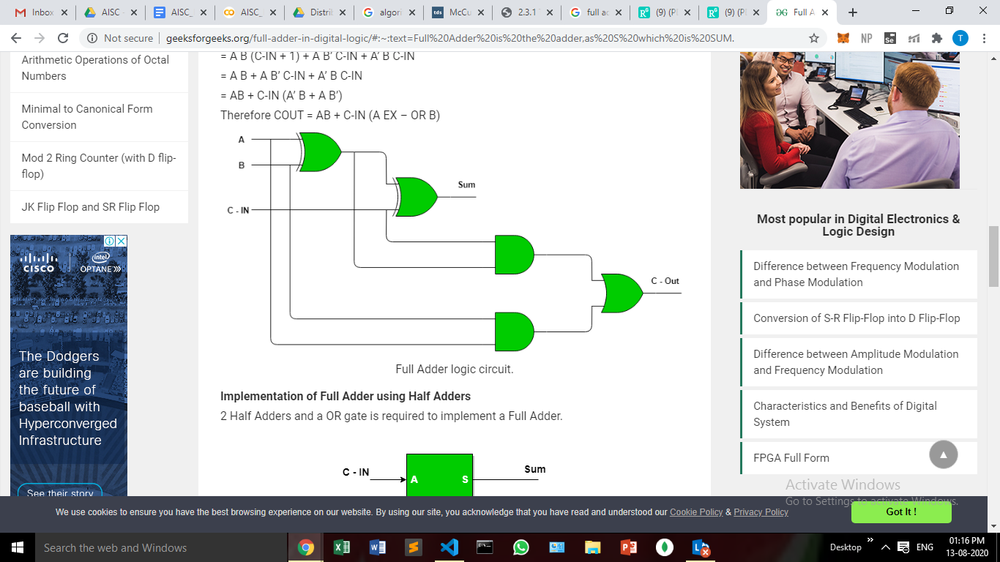 Inbox
AISC -
AISC_
AISC_
Distrib
algori
tds
McCu
2.3.1
full ad
(9) (P
(9) (P
Full A
Not secure
geeksforgeeks.org/full-adder-in-digital-logic/#:~:text=Full%20Adder%20is%20the%20adder,as%20S%20which%20is%20SUM.
NP
Se
T
Arithmetic Operations of Octal
Numbers
Minimal to Canonical Form
Conversion
Mod 2 Ring Counter (with D flip-
flop)
JK Flip Flop and SR Flip Flop
CISCO
intel
OPTANE
The Dodgers
are building
the future of
baseball with
Hyperconverged
Infrastructure
See their story
= A B (C-IN + 1) + A B’ C-IN + A’ B C-IN
= A B + A B’ C-IN + A’ B C-IN
= AB + C-IN (A’ B + A B’)
Therefore COUT = AB + C-IN (A EX – OR B)
A
B
C - IN
Sum
C - Out
Full Adder logic circuit.
Implementation of Full Adder using Half Adders
2 Half Adders and a OR gate is required to implement a Full Adder.
C - IN
A
S
Sum
Most popular in Digital Electronics &
Logic Design
Difference between Frequency Modulation
and Phase Modulation
Conversion of S-R Flip-Flop into D Flip-Flop
Difference between Amplitude Modulation
and Frequency Modulation
Characteristics and Benefits of Digital
System
FPGA Full Form
Activate Windows
Go to Settings to activate Windows.
We use cookies to ensure you have the best browsing experience on our website. By using our site, you acknowledge that you have read and understood our Cookie Policy & Privacy Policy
Got It !
Search the web and Windows
Desktop
ENG
01:16 PM
13-08-2020